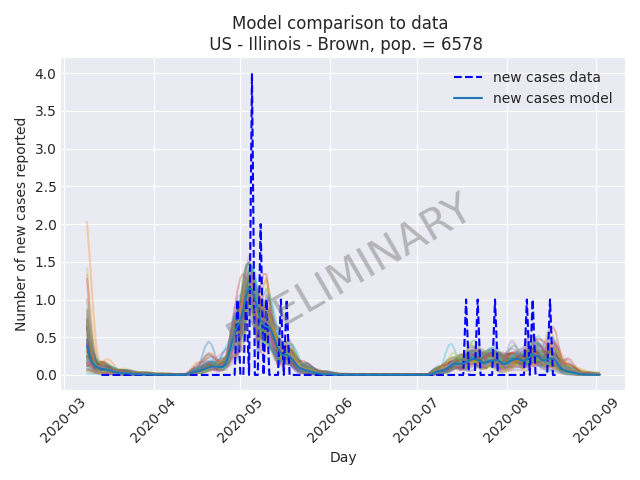 Model comparison to data
US - Illinois - Brown, pop. = 6578
new cases data
new cases model
PRELIMINARY
Number of new cases reported
4.0
3.5
3.0
2.5
2.0
1.5
1.0
0.5
0.0
2020-03
2020-04
2020-05
2020-06
2020-07
2020-08
2020-09
Day